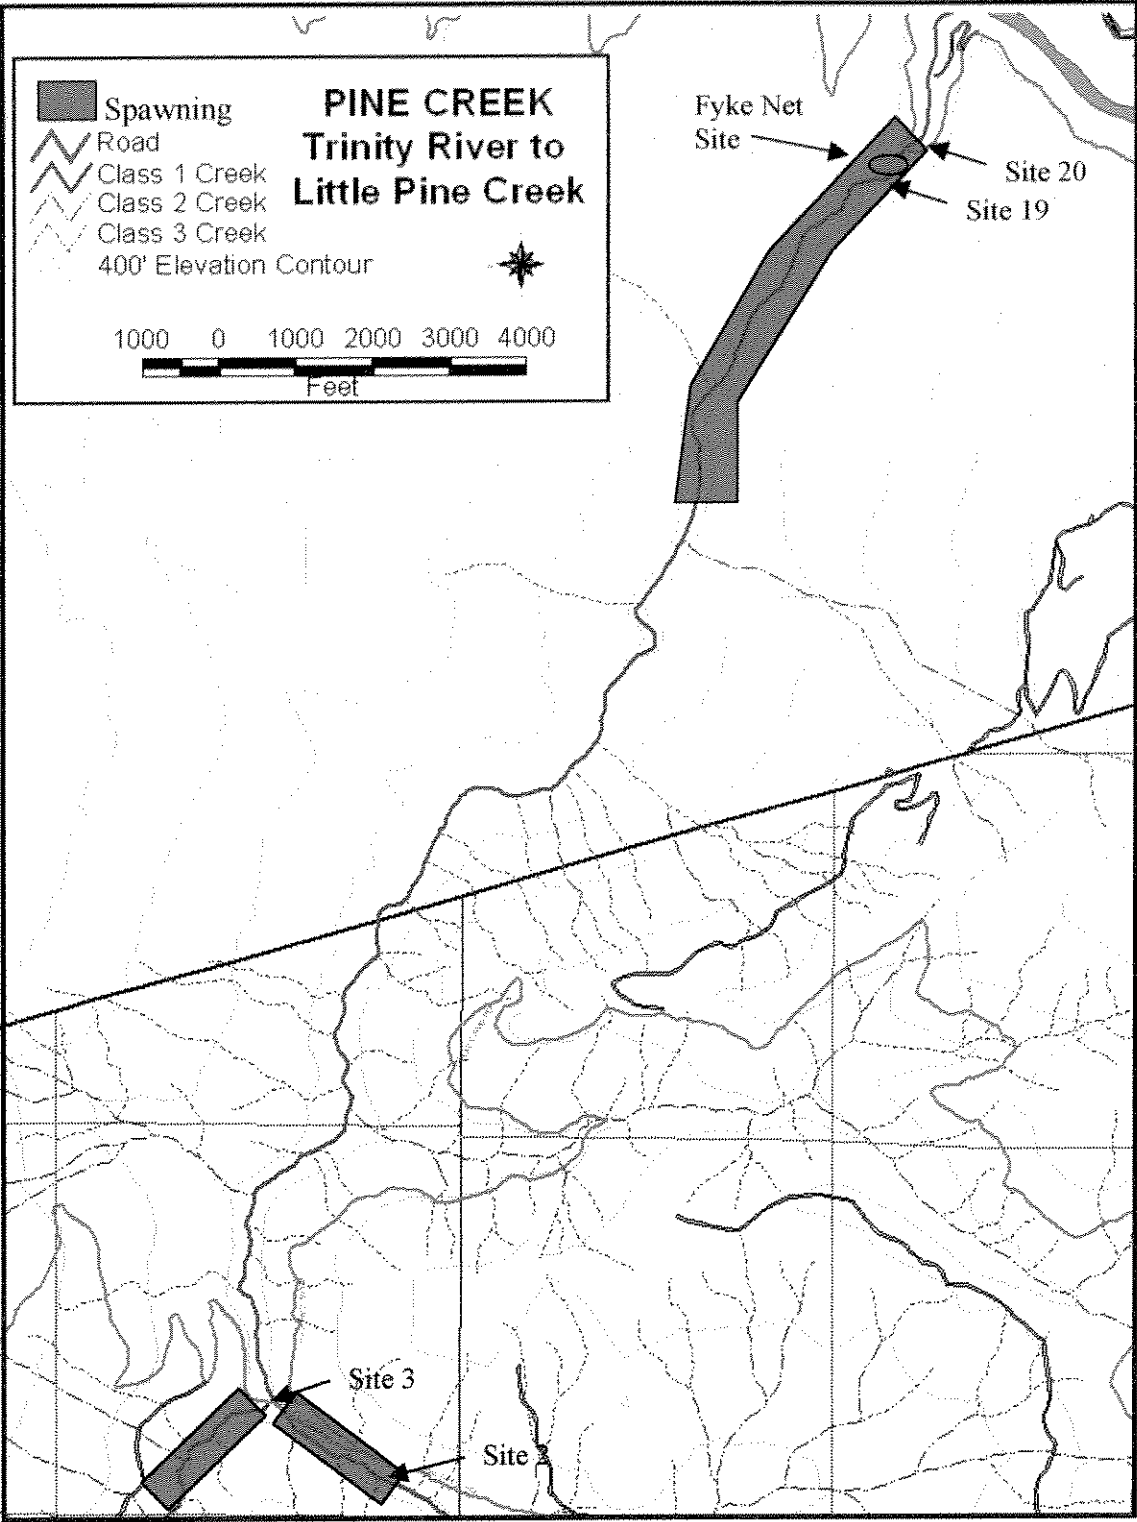 PINE CREEK
Trinity River to
Little Pine Creek
Spawning
Road
Class 1 Creek
Class 2 Creek
Class 3 Creek
400' Elevation Contour
1000 0 1000 2000 3000 4000
Feet
Fyke Net
Site
Site 20
Site 19
Site 3
Site 2